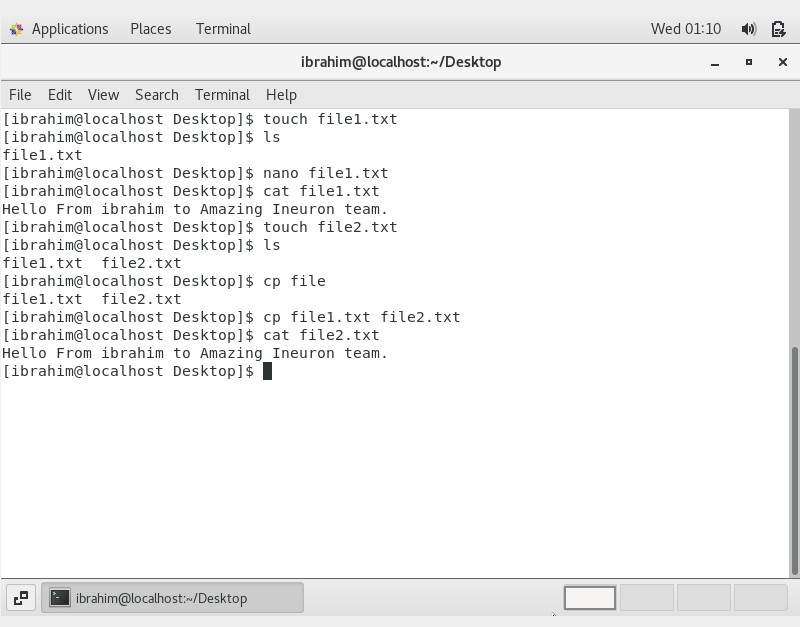 Applications Places Terminal Wed 01:10
ibrahim@localhost:~/Desktop
File Edit View Search Terminal Help
[ibrahim@localhost Desktop]$ touch file1.txt
[ibrahim@localhost Desktop]$ ls
file1.txt
[ibrahim@localhost Desktop]$ nano file1.txt
[ibrahim@localhost Desktop]$ cat file1.txt
Hello From ibrahim to Amazing Ineuron team.
[ibrahim@localhost Desktop]$ touch file2.txt
[ibrahim@localhost Desktop]$ ls
file1.txt  file2.txt
[ibrahim@localhost Desktop]$ cp file
file1.txt  file2.txt
[ibrahim@localhost Desktop]$ cp file1.txt file2.txt
[ibrahim@localhost Desktop]$ cat file2.txt
Hello From ibrahim to Amazing Ineuron team.
[ibrahim@localhost Desktop]$
ibrahim@localhost:~/Desktop